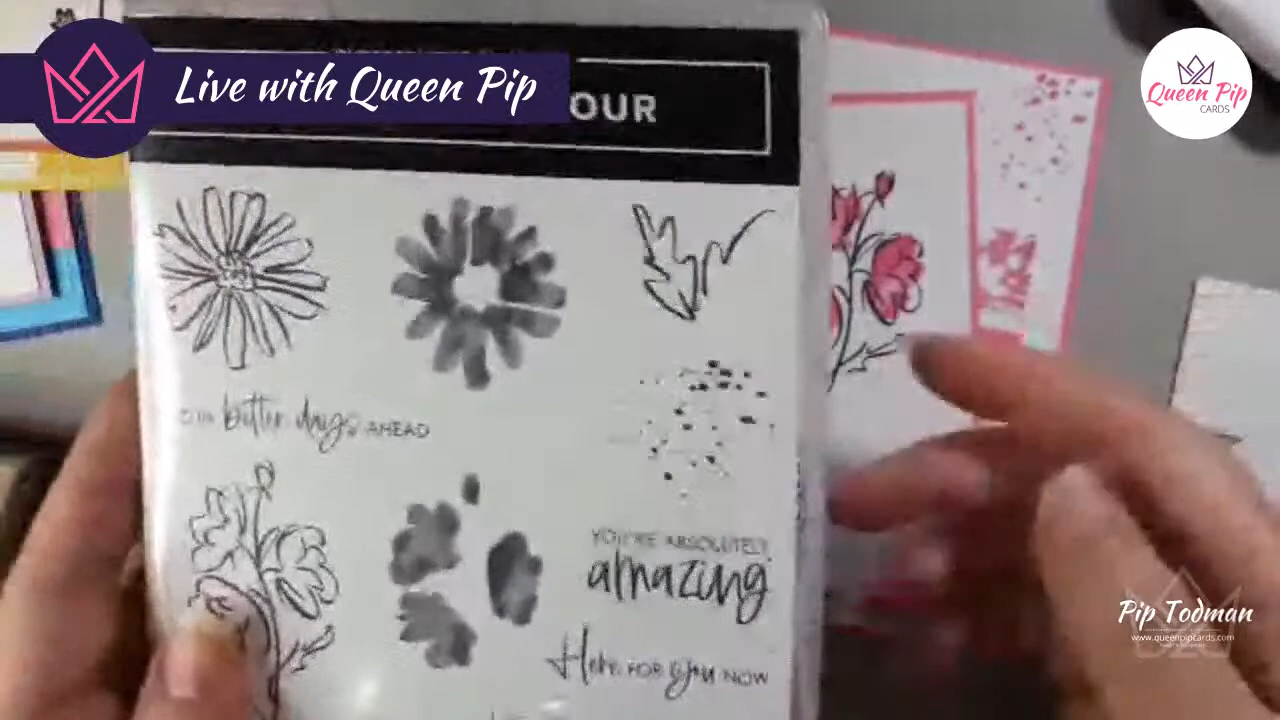 Live with Queen Pip
OUR
Queen Pip
CARDS
better days AHEAD
YOU'RE ABSOLUTELY
amazing
Here FOR you NOW
Pip Todman
www.queenpipcards.com